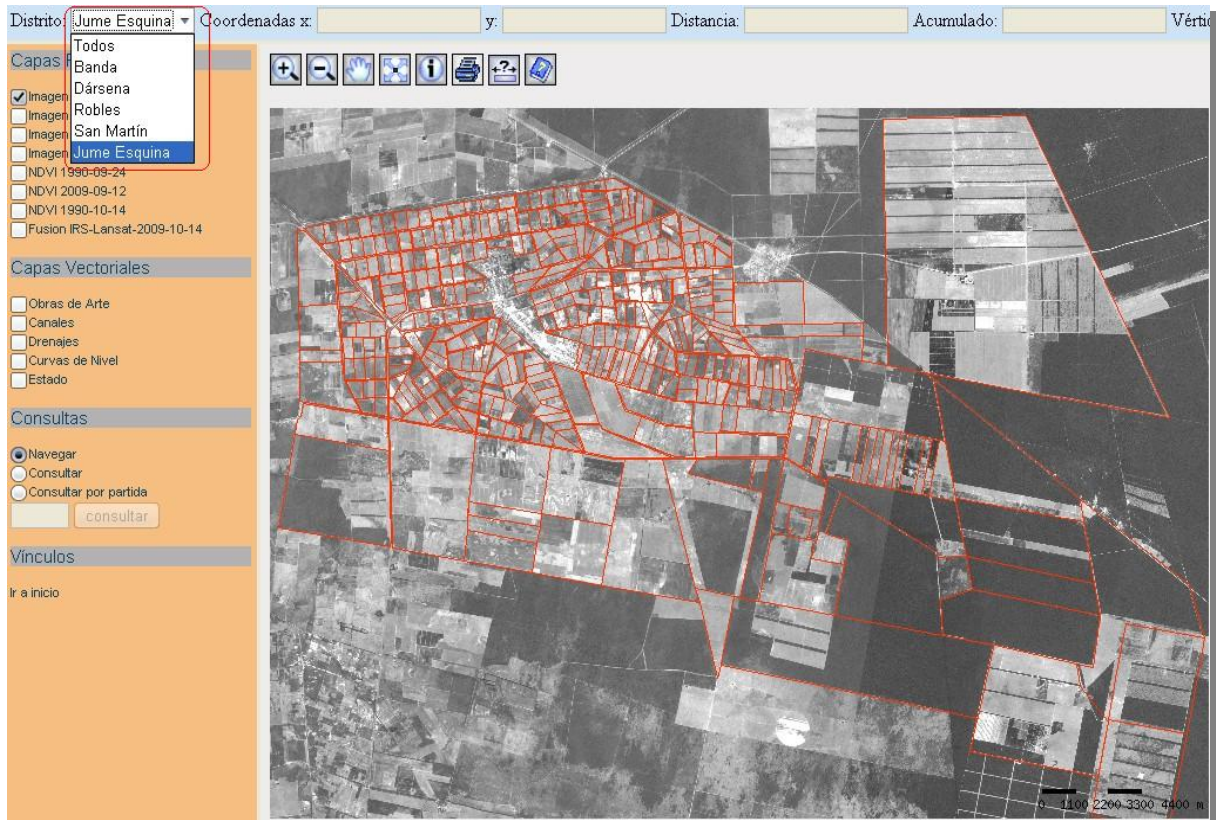 Distrito: Jume Esquina Coordenadas x: y: Distancia: Acumulado: Vértic
Todos
Banda
Dársena
Robles
San Martín
Jume Esquina
Capas
Imagen
Imagen
Imagen
Imagen
NDVI 1990-09-24
NDVI 2009-09-12
NDVI 1990-10-14
Fusion IRS-Lansat-2009-10-14
Capas Vectoriales
Obras de Arte
Canales
Drenajes
Curvas de Nivel
Estado
Consultas
Navegar
Consultar
Consultar por partida
consultar
Vínculos
Ir a inicio
0 1100 2200 3300 4400 m